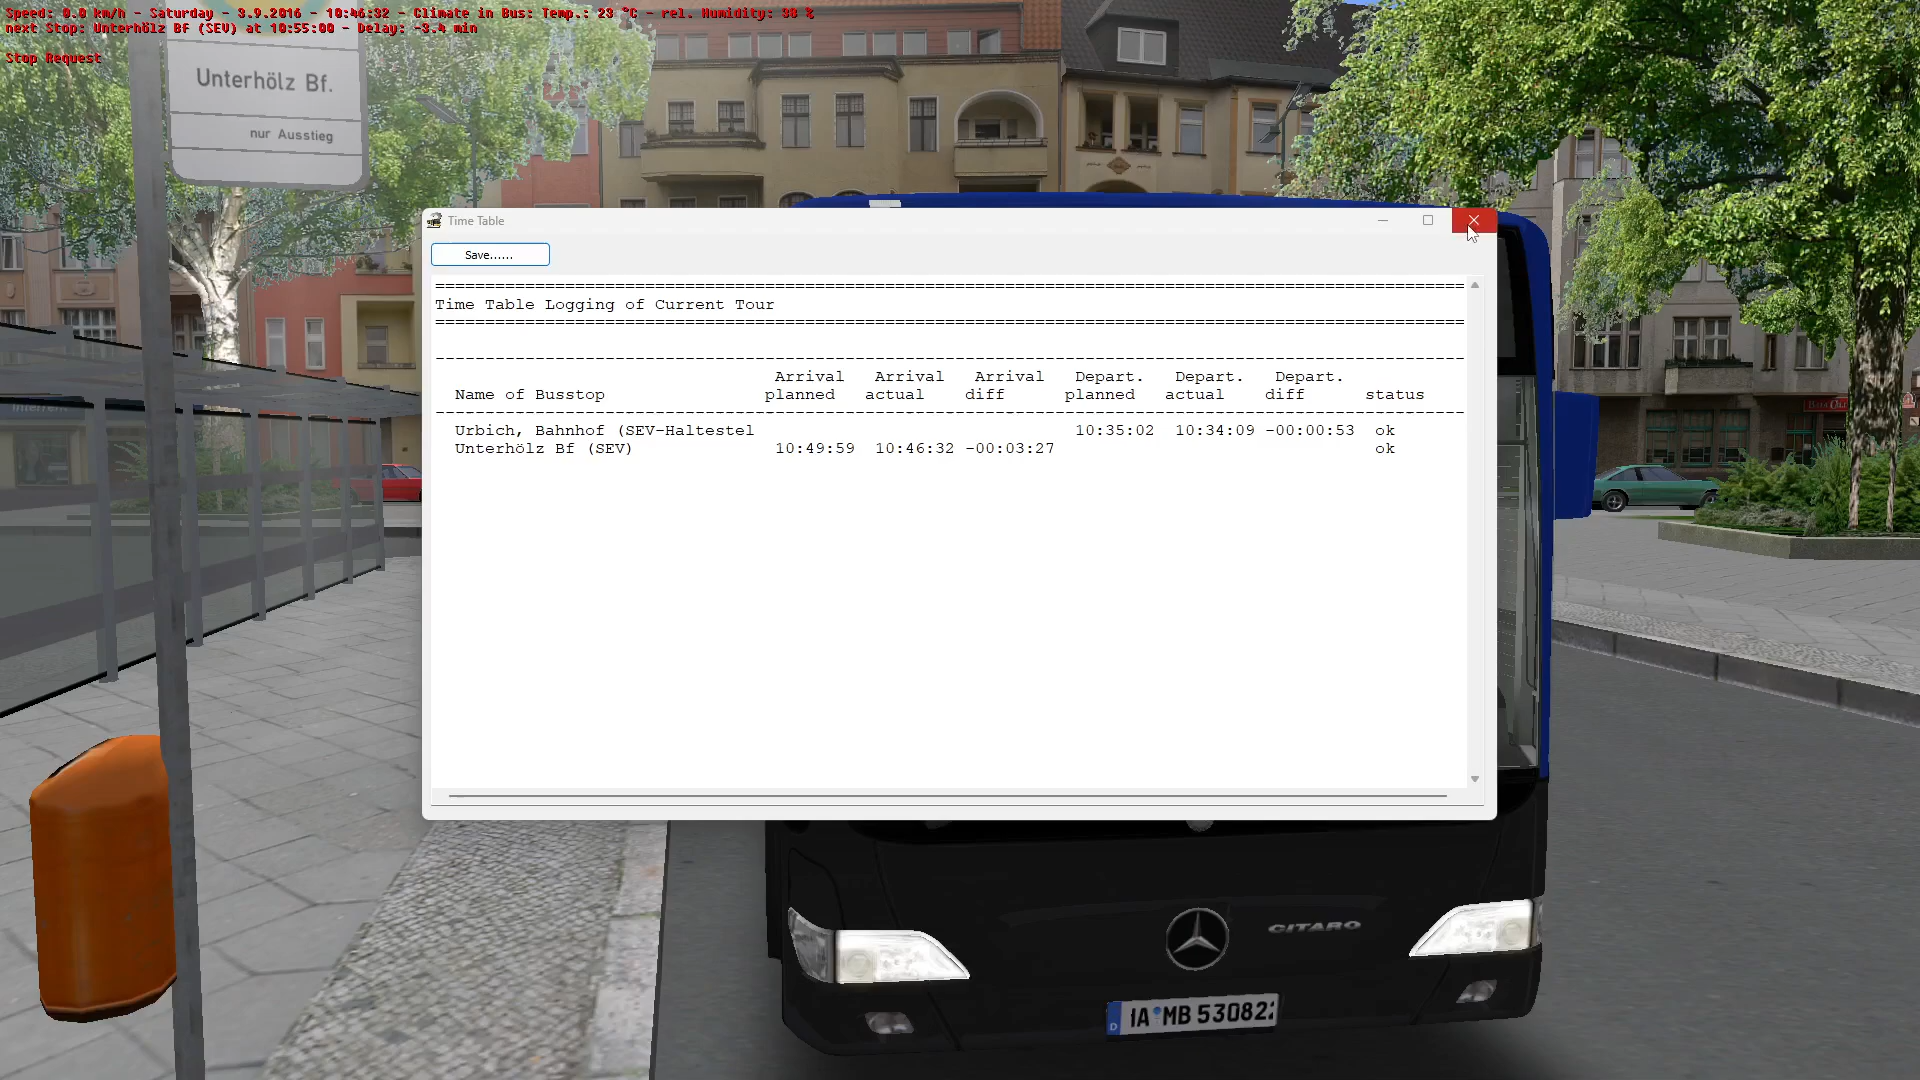 Speed: 0.0 km/h - Saturday - 3.9.2016 - 10:46:32 - Climate in Bus: Temp.: 23 °C - rel. Humidity: 38 %
next Stop: Unterhölz Bf (SEV) at 10:55:00 - Delay: -3.4 min
Stop Request
Unterhölz Bf.
nur Ausstieg
Time Table
Save......
Time Table Logging of Current Tour
Arrival Arrival Arrival Depart. Depart. Depart.
Name of Busstop planned actual diff planned actual diff status
Urbich, Bahnhof (SEV-Haltestel 10:35:02 10:34:09 -00:00:53 ok
Unterhölz Bf (SEV) 10:49:59 10:46:32 -00:03:27 ok
CITARO
D IA MB 53082